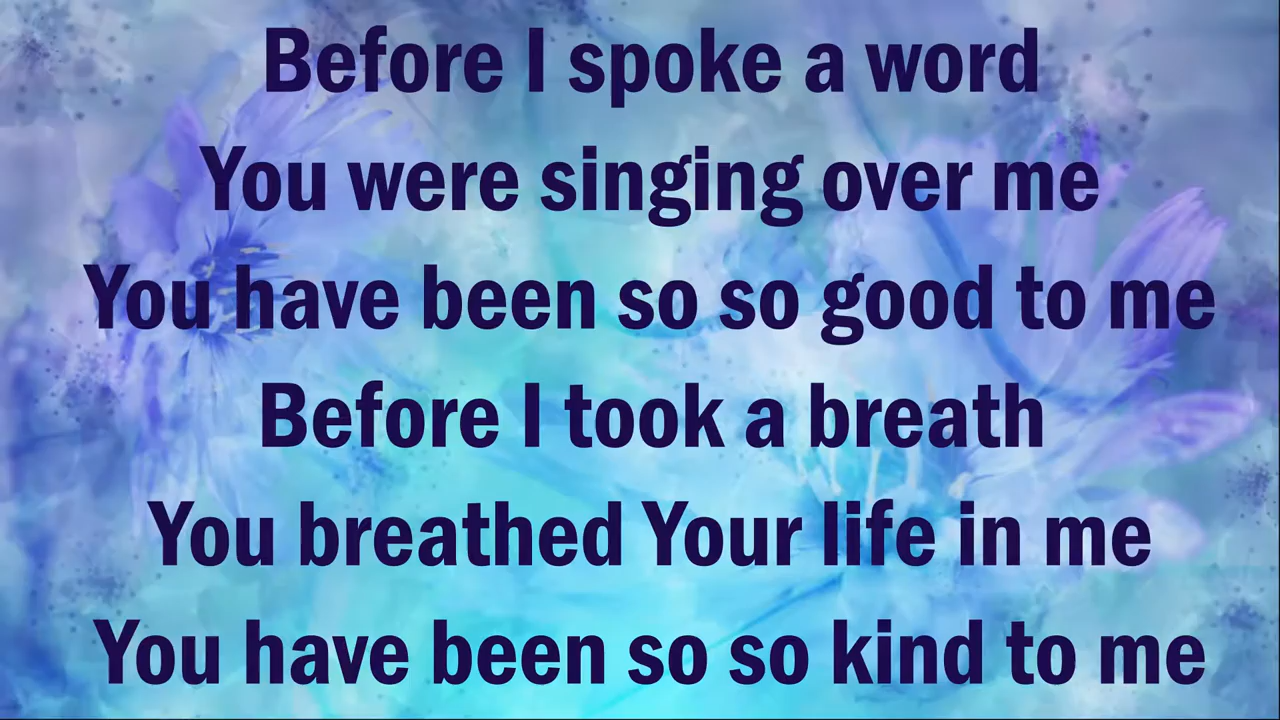 Before I spoke a word
You were singing over me
You have been so so good to me
Before I took a breath
You breathed Your life in me
You have been so so kind to me